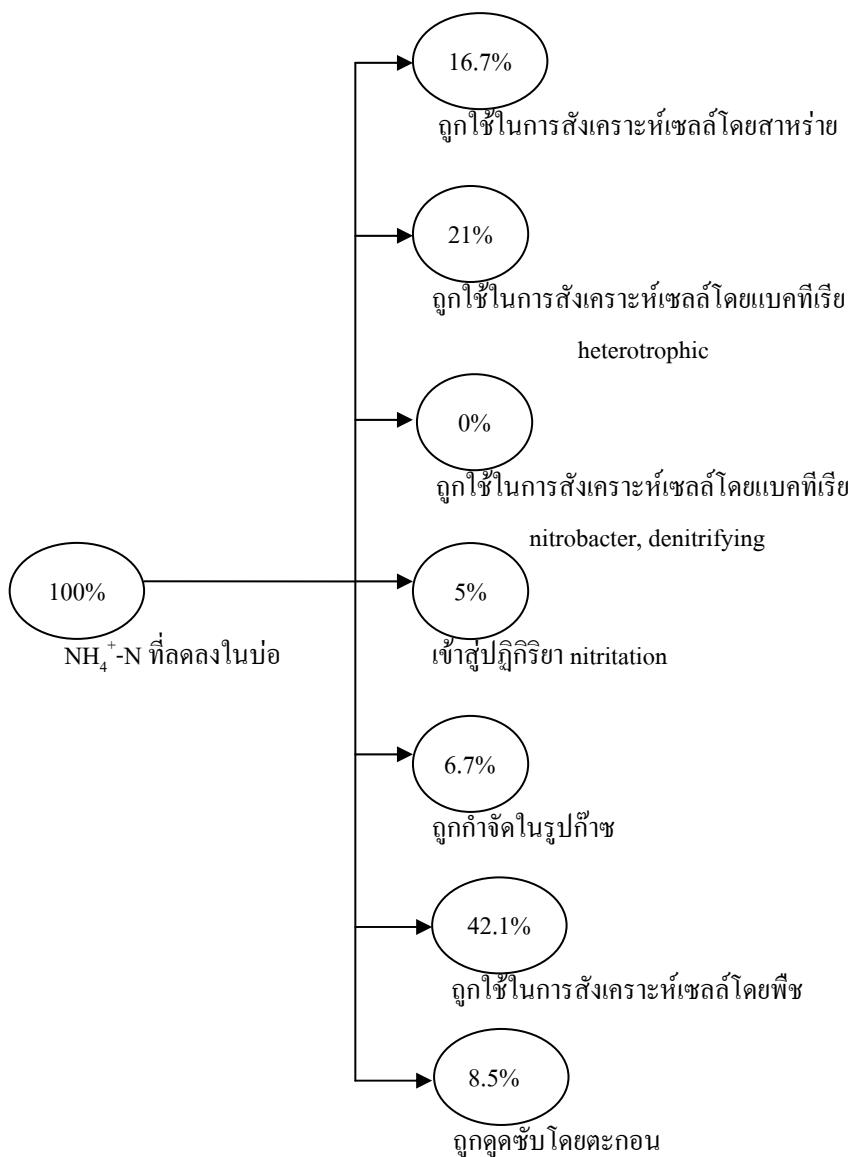 16.7%
ถูกใช้ในการสังเคราะห์เซลล์โดยสาหร่าย
21%
ถูกใช้ในการสังเคราะห์เซลล์โดยแบคทีเรีย
heterotrophic
0%
ถูกใช้ในการสังเคราะห์เซลล์โดยแบคทีเรีย
nitrobacter, denitrifying
100%
NH₄⁺-N ที่ลดลงในบ่อ
5%
เข้าสู่ปฏิกิริยา nitritation
6.7%
ถูกกำจัดในรูปก๊าซ
42.1%
ถูกใช้ในการสังเคราะห์เซลล์โดยพืช
8.5%
ถูกดูดซับโดยตะกอน